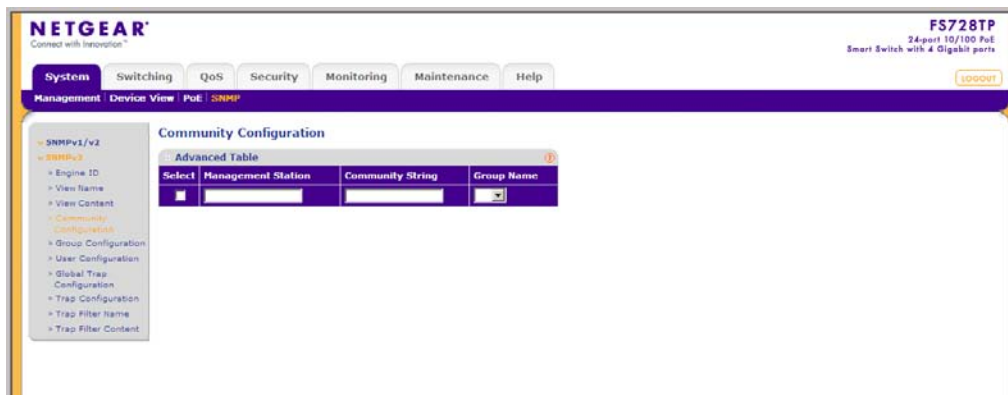 NETGEAR
Connect with Innovation™
FS728TP
24-port 10/100 PoE
Smart Switch with 4 Gigabit ports
System Switching QoS Security Monitoring Maintenance Help
LOGOUT
Management Device View PoE SNMP
SNMPv1/v2
SNMPv3
Engine ID
View Name
View Content
Community
Configuration
Group Configuration
User Configuration
Global Trap
Configuration
Trap Configuration
Trap Filter Name
Trap Filter Content
Community Configuration
Advanced Table
Select Management Station Community String Group Name